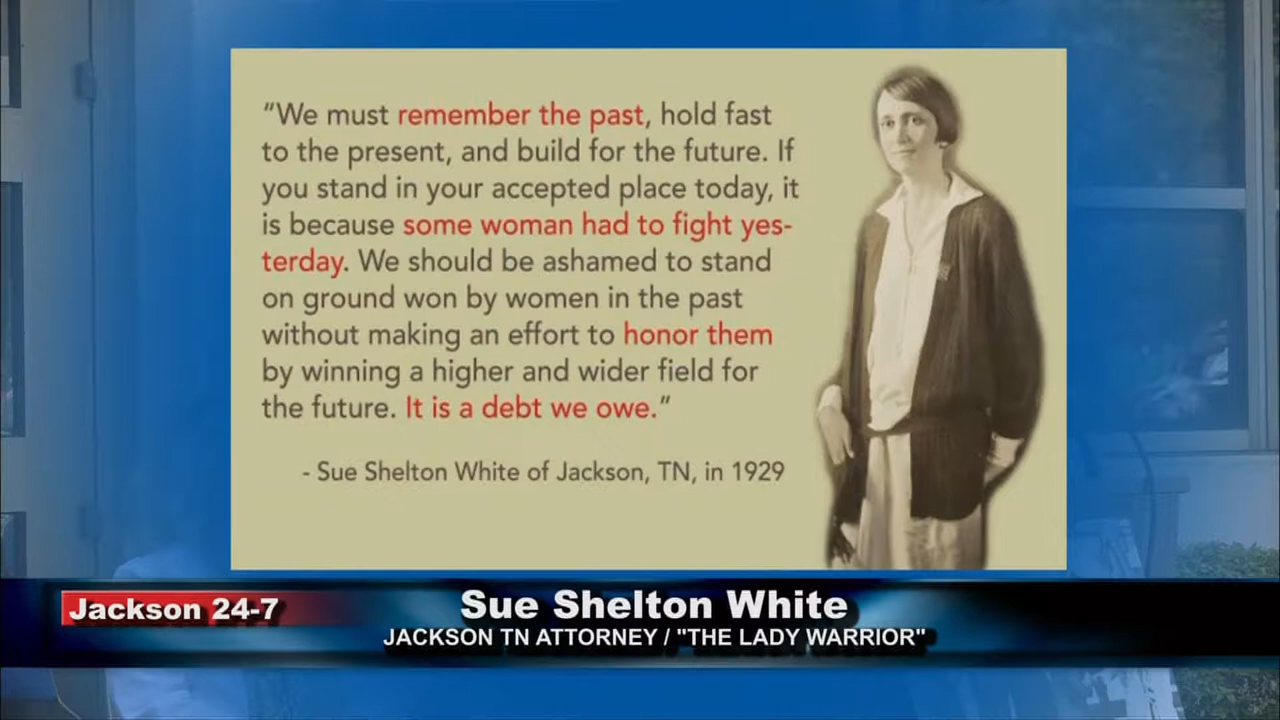 “We must remember the past, hold fast
to the present, and build for the future. If
you stand in your accepted place today, it
is because some woman had to fight yes-
terday. We should be ashamed to stand
on ground won by women in the past
without making an effort to honor them
by winning a higher and wider field for
the future. It is a debt we owe.”
- Sue Shelton White of Jackson, TN, in 1929
Jackson 24-7
Sue Shelton White
JACKSON TN ATTORNEY / "THE LADY WARRIOR"